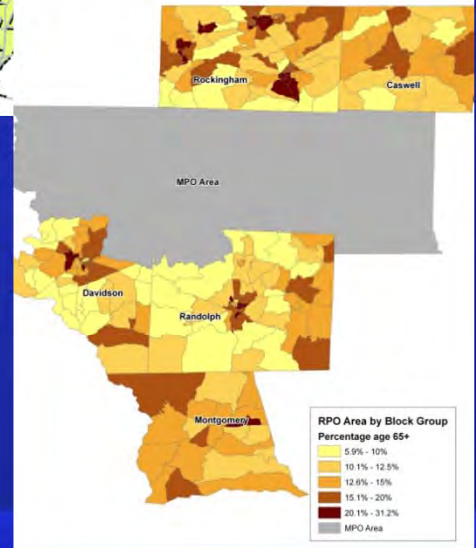 Rockingham
Caswell
MPO Area
Davidson
Randolph
Montgomery
RPO Area by Block Group
Percentage age 65+
5.9% - 10%
10.1% - 12.5%
12.6% - 15%
15.1% - 20%
20.1% - 31.2%
MPO Area